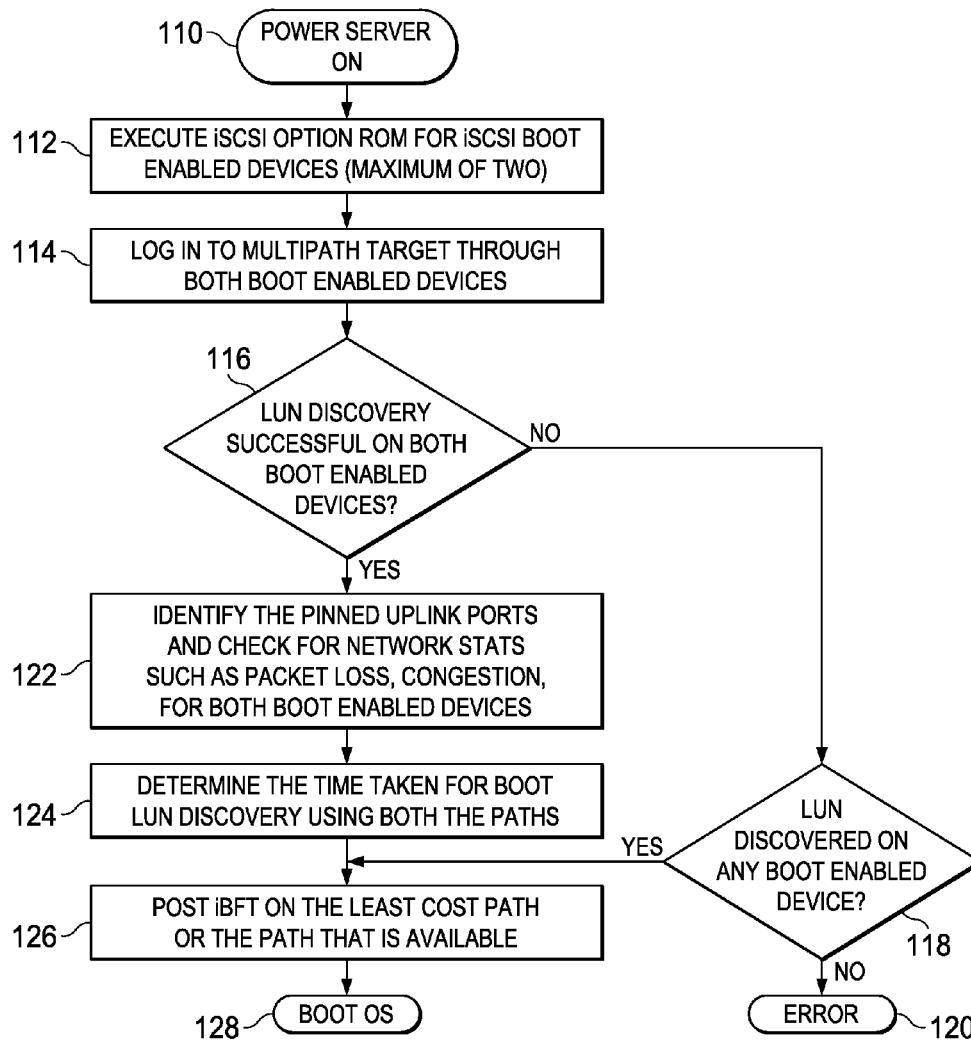 110
POWER SERVER
ON
112
EXECUTE iSCSI OPTION ROM FOR iSCSI BOOT
ENABLED DEVICES (MAXIMUM OF TWO)
114
LOG IN TO MULTIPATH TARGET THROUGH
BOTH BOOT ENABLED DEVICES
116
LUN DISCOVERY
SUCCESSFUL ON BOTH
BOOT ENABLED
DEVICES?
NO
YES
122
IDENTIFY THE PINNED UPLINK PORTS
AND CHECK FOR NETWORK STATS
SUCH AS PACKET LOSS, CONGESTION,
FOR BOTH BOOT ENABLED DEVICES
124
DETERMINE THE TIME TAKEN FOR BOOT
LUN DISCOVERY USING BOTH THE PATHS
YES
LUN
DISCOVERED ON
ANY BOOT ENABLED
DEVICE?
118
NO
126
POST iBFT ON THE LEAST COST PATH
OR THE PATH THAT IS AVAILABLE
128
BOOT OS
ERROR
120